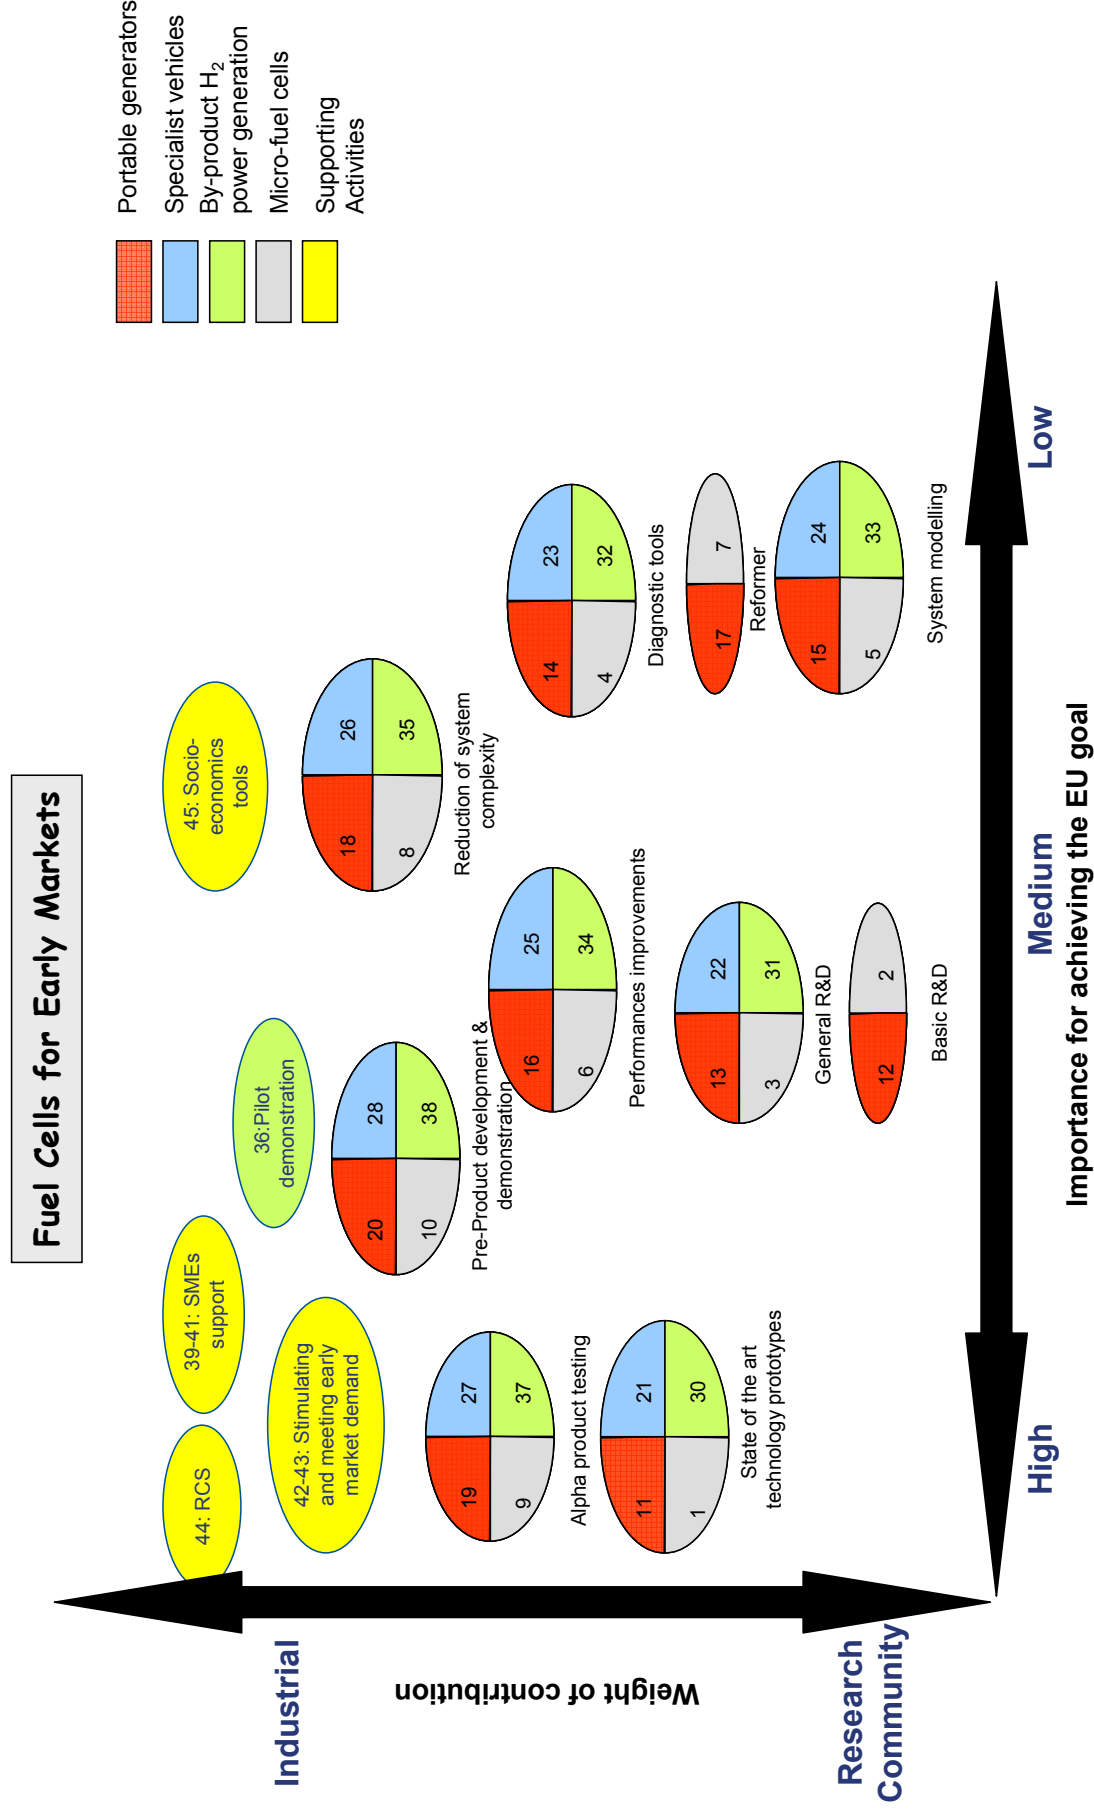 Fuel Cells for Early Markets
Portable generators
Specialist vehicles
By-product H₂
power generation
Micro-fuel cells
Supporting
Activities
Industrial
Weight of contribution
Research
Community
44: RCS
39-41: SMEs
support
36:Pilot
demonstration
45: Socio-
economics
tools
42-43: Stimulating
and meeting early
market demand
20
28
10
38
Pre-Product development &
demonstration
18
26
8
35
Reduction of system
complexity
19
27
9
37
Alpha product testing
16
25
6
34
Performances improvements
14
23
4
32
Diagnostic tools
11
21
1
30
State of the art
technology prototypes
13
22
3
31
General R&D
17
7
Reformer
12
2
Basic R&D
15
24
5
33
System modelling
High
Medium
Low
Importance for achieving the EU goal